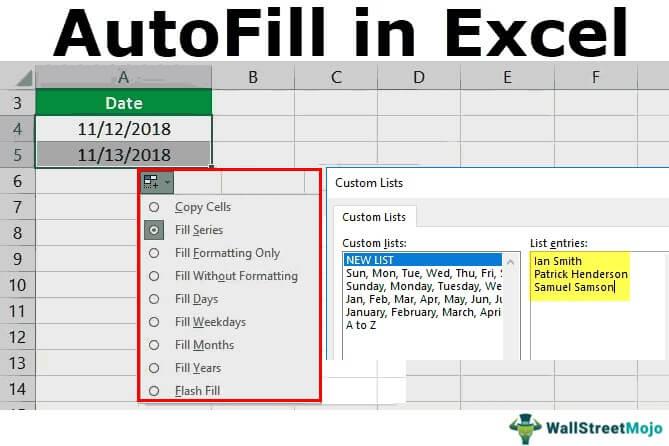 AutoFill in Excel
A B C D E F
3 Date
4 11/12/2018
5 11/13/2018
6
7
8
9
10
11
12
13
14
Copy Cells
Fill Series
Fill Formatting Only
Fill Without Formatting
Fill Days
Fill Weekdays
Fill Months
Fill Years
Flash Fill
Custom Lists
Custom Lists
Custom lists:
NEW LIST
Sun, Mon, Tue, Wed, Thu, Fri, S
Sunday, Monday, Tuesday, We
Jan, Feb, Mar, Apr, May, Jun, Ju
January, February, March, April
A to Z
List entries:
Ian Smith
Patrick Henderson
Samuel Samson
WallStreetMojo